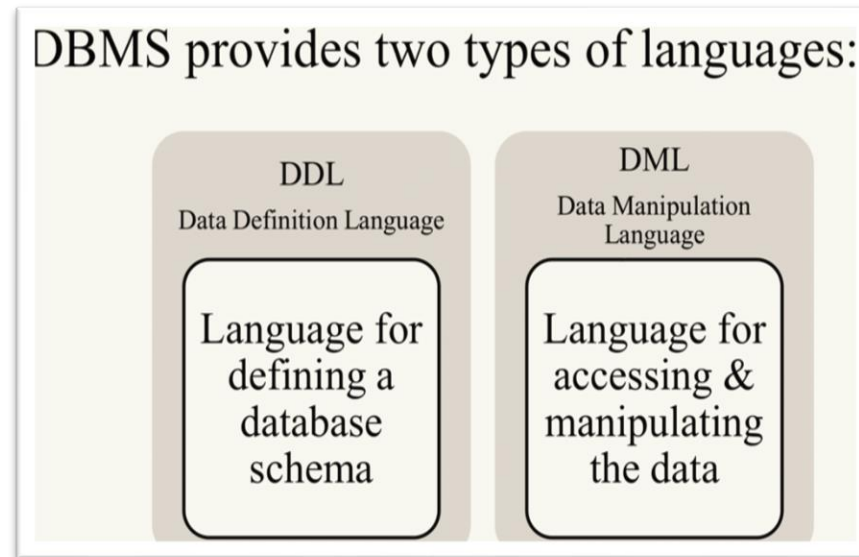 DBMS provides two types of languages:
DDL
Data Definition Language
Language for
defining a
database
schema
DML
Data Manipulation
Language
Language for
accessing &
manipulating
the data